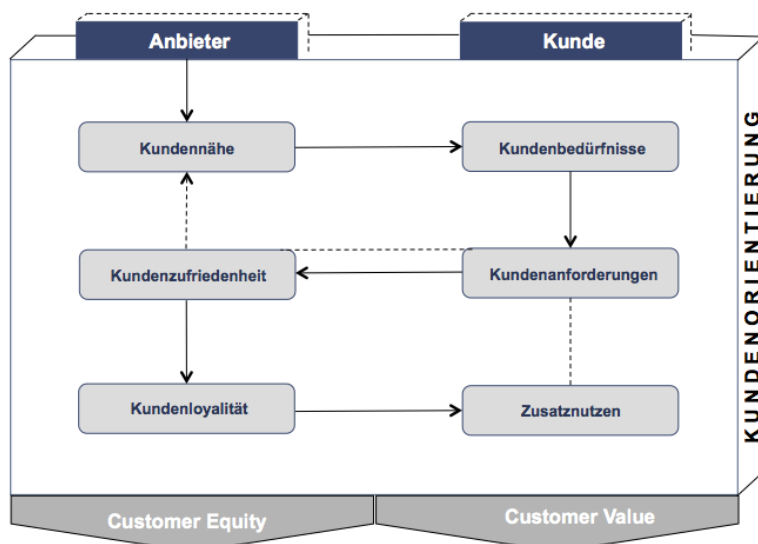 Anbieter
Kunde
Kundennähe
Kundenbedürfnisse
Kundenzufriedenheit
Kundenanforderungen
Kundenloyalität
Zusatznutzen
Customer Equity
Customer Value
KUNDENORIENTIERUNG